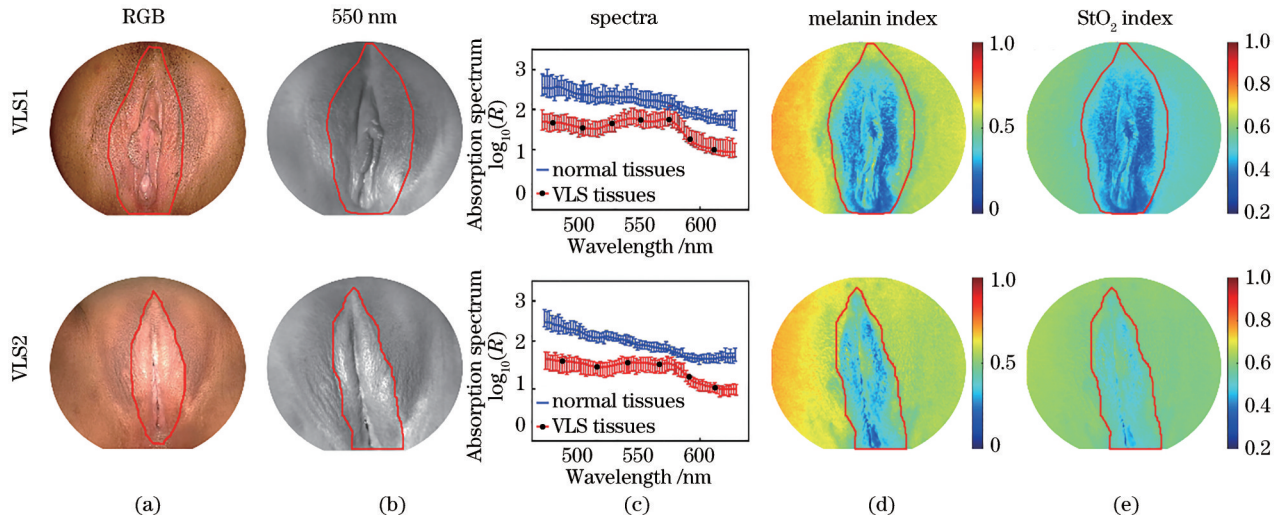 RGB
550 nm
spectra
melanin index
StO₂ index
VLS1
Absorption spectrum
log₁₀(R)
3
2
1
0
normal tissues
VLS tissues
500
550
600
Wavelength /nm
1.0
0.5
0
1.0
0.8
0.6
0.4
0.2
VLS2
Absorption spectrum
log₁₀(R)
3
2
1
0
normal tissues
VLS tissues
500
550
600
Wavelength /nm
1.0
0.5
0
1.0
0.8
0.6
0.4
0.2
(a)
(b)
(c)
(d)
(e)